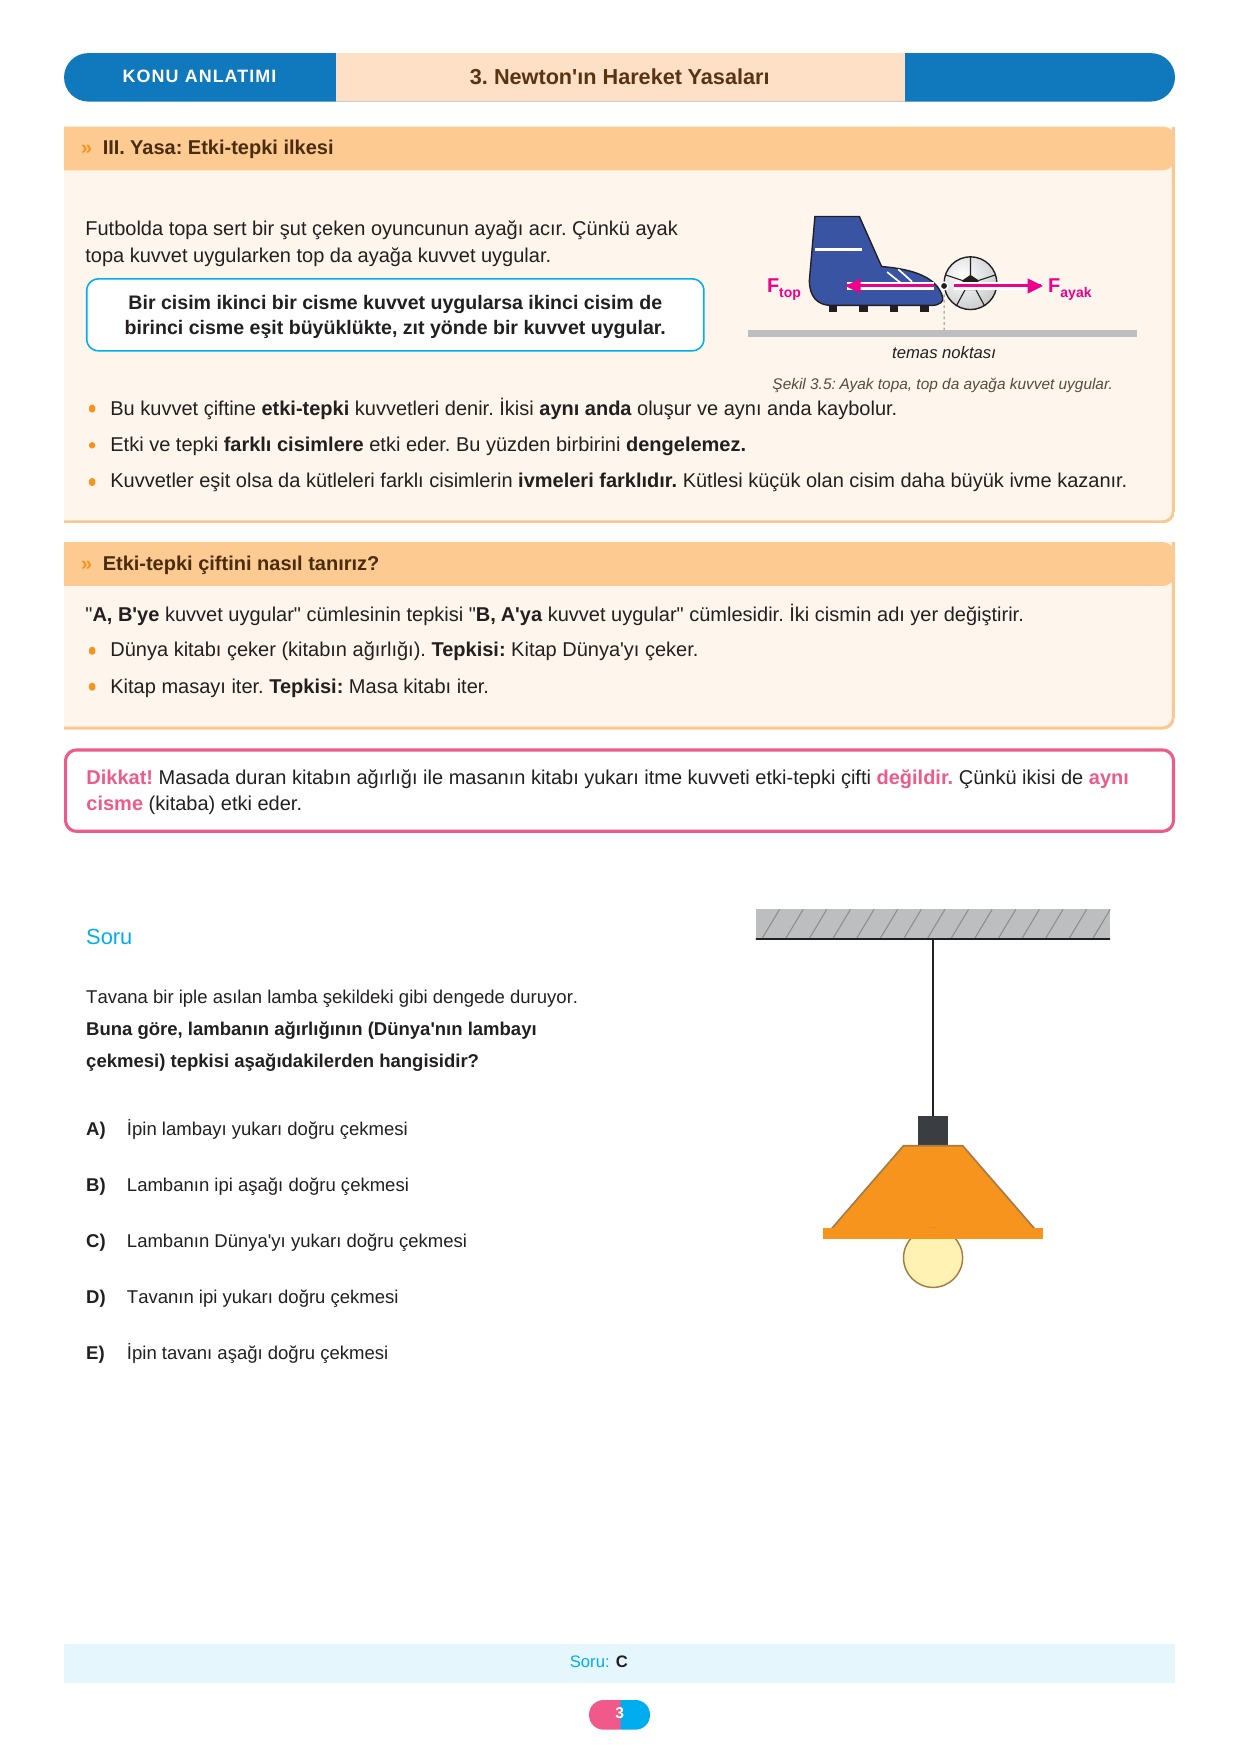 KONU ANLATIMI
3. Newton'ın Hareket Yasaları
» III. Yasa: Etki-tepki ilkesi
Futbolda topa sert bir şut çeken oyuncunun ayağı acır. Çünkü ayak
topa kuvvet uygularken top da ayağa kuvvet uygular.
Bir cisim ikinci bir cisme kuvvet uygularsa ikinci cisim de
birinci cisme eşit büyüklükte, zıt yönde bir kuvvet uygular.
Ftop
Fayak
temas noktası
Şekil 3.5: Ayak topa, top da ayağa kuvvet uygular.
• Bu kuvvet çiftine etki-tepki kuvvetleri denir. İkisi aynı anda oluşur ve aynı anda kaybolur.
• Etki ve tepki farklı cisimlere etki eder. Bu yüzden birbirini dengelemez.
• Kuvvetler eşit olsa da kütleleri farklı cisimlerin ivmeleri farklıdır. Kütlesi küçük olan cisim daha büyük ivme kazanır.
» Etki-tepki çiftini nasıl tanırız?
"A, B'ye kuvvet uygular" cümlesinin tepkisi "B, A'ya kuvvet uygular" cümlesidir. İki cismin adı yer değiştirir.
• Dünya kitabı çeker (kitabın ağırlığı). Tepkisi: Kitap Dünya'yı çeker.
• Kitap masayı iter. Tepkisi: Masa kitabı iter.
Dikkat! Masada duran kitabın ağırlığı ile masanın kitabı yukarı itme kuvveti etki-tepki çifti değildir. Çünkü ikisi de aynı
cisme (kitaba) etki eder.
Soru
Tavana bir iple asılan lamba şekildeki gibi dengede duruyor.
Buna göre, lambanın ağırlığının (Dünya'nın lambayı
çekmesi) tepkisi aşağıdakilerden hangisidir?
A) İpin lambayı yukarı doğru çekmesi
B) Lambanın ipi aşağı doğru çekmesi
C) Lambanın Dünya'yı yukarı doğru çekmesi
D) Tavanın ipi yukarı doğru çekmesi
E) İpin tavanı aşağı doğru çekmesi
Soru: C
3